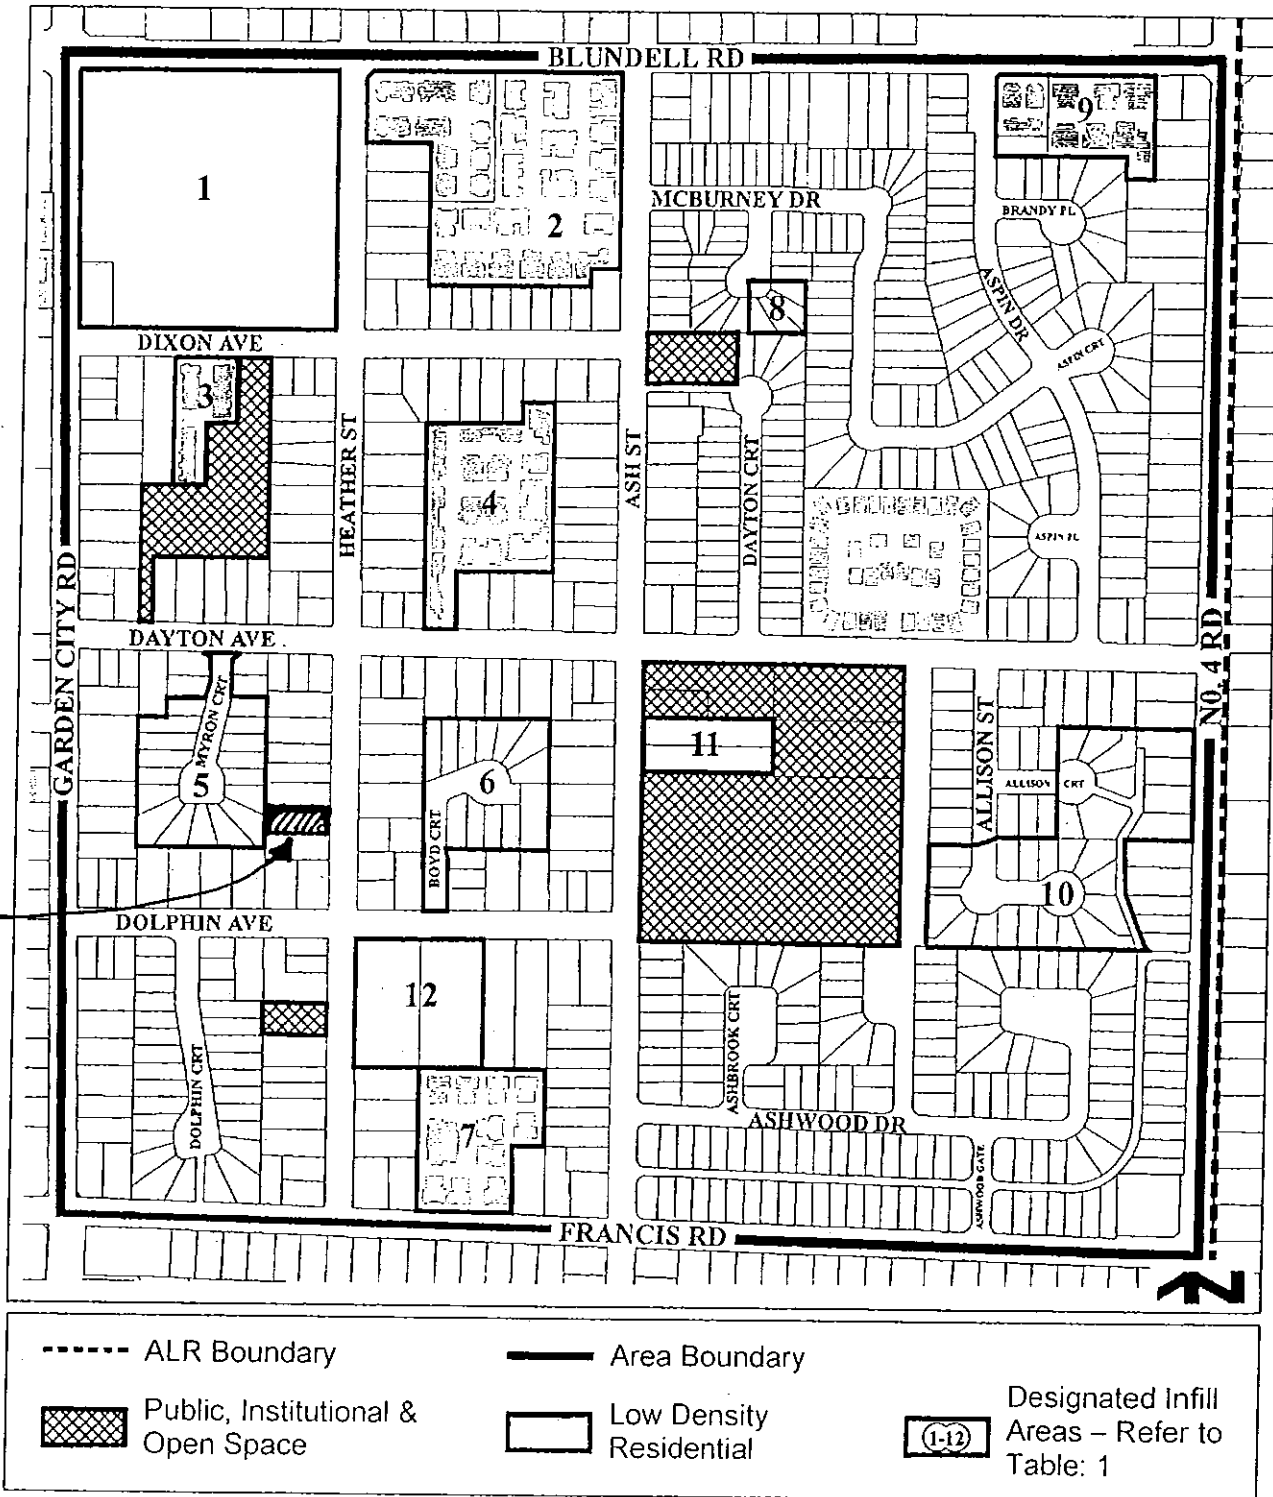 BLUNDELL RD
1
2
9
MCBURNEY DR
BRANDY PL
ASPIN DR
8
ASPIN CRT
DIXON AVE
3
HEATHER ST
4
ASH ST
DAYTON CRT
ASPIN PL
GARDEN CITY RD
NO. 4 RD
DAYTON AVE
MYRON CRT
5
6
BOYD CRT
11
ALLISON ST
ALLISON CRT
10
DOLPHIN AVE
12
DOLPHIN CRT
7
ASHBROOK CRT
ASHWOOD DR
ASHWOOD GATE
FRANCIS RD
N
ALR Boundary
Area Boundary
Public, Institutional &
Open Space
Low Density
Residential
(1-12)
Designated Infill
Areas – Refer to
Table: 1